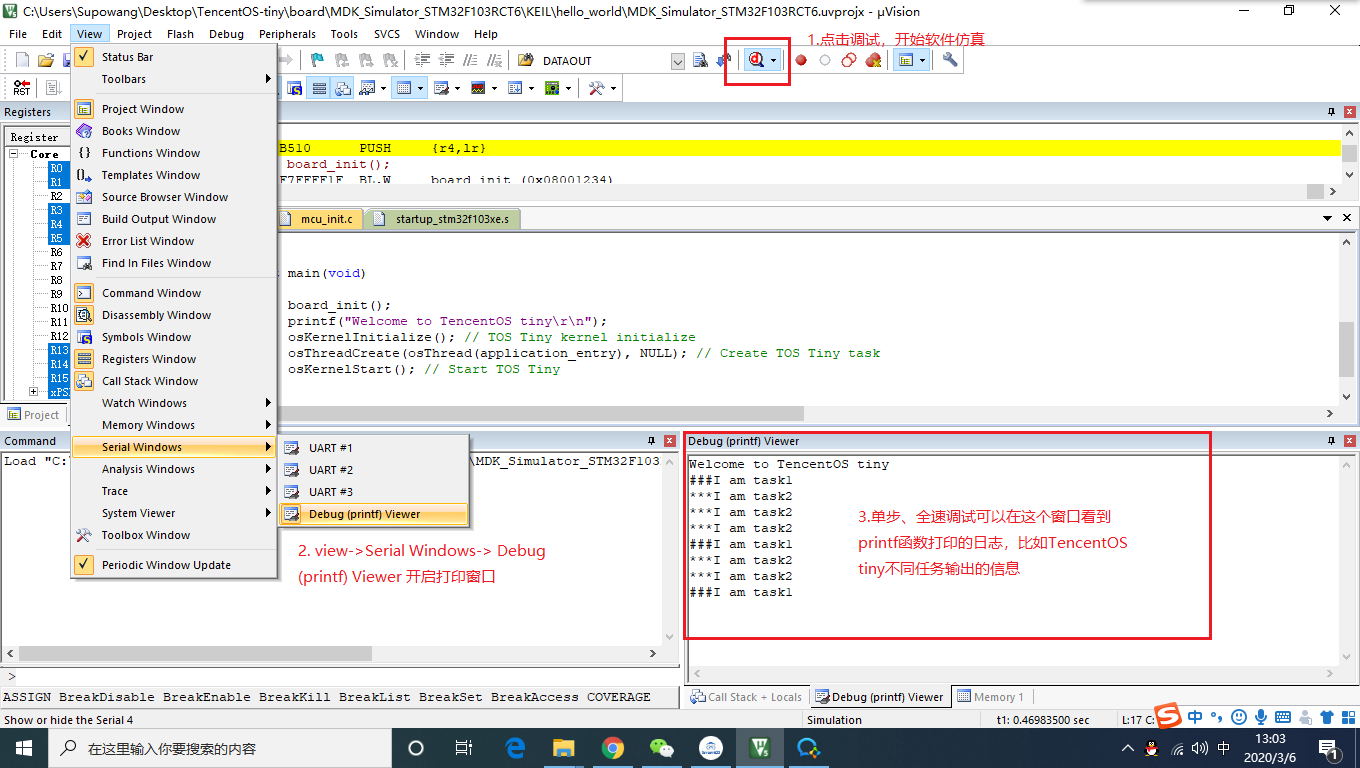 C:\Users\Supowang\Desktop\TencentOS-tiny\board\MDK_Simulator_STM32F103RCT6\KEIL\hello_world\MDK_Simulator_STM32F103RCT6.uvprojx - µVision
File Edit View Project Flash Debug Peripherals Tools SVCS Window Help
1.点击调试，开始软件仿真
DATAOUT
RST
Registers
Register
Core
R0
R1
R2
R3
R4
R5
R6
R7
R8
R9
R10
R11
R12
R13
R14
R15
xPS
Project
Status Bar
Toolbars
Project Window
Books Window
Functions Window
Templates Window
Source Browser Window
Build Output Window
Error List Window
Find In Files Window
Command Window
Disassembly Window
Symbols Window
Registers Window
Call Stack Window
Watch Windows
Memory Windows
Serial Windows
Analysis Windows
Trace
System Viewer
Toolbox Window
Periodic Window Update
UART #1
UART #2
UART #3
Debug (printf) Viewer
B510 PUSH {r4,lr}
board_init();
F7FFFF1F BL.W board_init (0x08001234)
mcu_init.c startup_stm32f103xe.s
main(void)
board_init();
printf("Welcome to TencentOS tiny\r\n");
osKernelInitialize(); // TOS Tiny kernel initialize
osThreadCreate(osThread(application_entry), NULL); // Create TOS Tiny task
osKernelStart(); // Start TOS Tiny
Command
Load "C:
\MDK_Simulator_STM32F103
2. view->Serial Windows-> Debug
(printf) Viewer 开启打印窗口
>
ASSIGN BreakDisable BreakEnable BreakKill BreakList BreakSet BreakAccess COVERAGE
Debug (printf) Viewer
Welcome to TencentOS tiny
###I am task1
***I am task2
***I am task2
***I am task2
###I am task1
***I am task2
***I am task2
###I am task1
3.单步、全速调试可以在这个窗口看到
printf函数打印的日志，比如TencentOS
tiny不同任务输出的信息
Call Stack + Locals Debug (printf) Viewer Memory 1
Show or hide the Serial 4 Simulation t1: 0.46983500 sec L:17 C:
中
在这里输入你要搜索的内容
中
13:03
2020/3/6
1